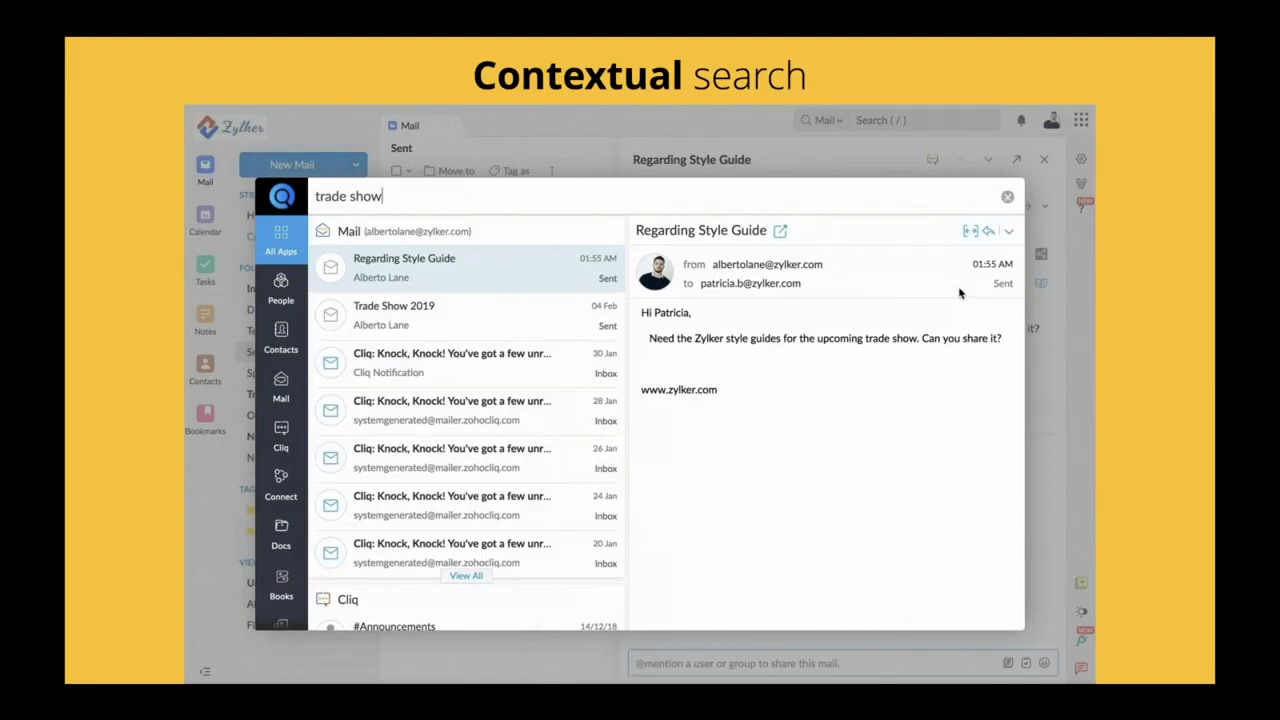 Contextual search
Zylker
Mail
Mail
Search ( / )
New Mail
Sent
Move to
Tag as
Regarding Style Guide
Mail
Calendar
Tasks
Notes
Contacts
Bookmarks
NEW
trade show
All Apps
People
Contacts
Mail
Cliq
Connect
Docs
Books
Mail (albertolane@zylker.com)
Regarding Style Guide
01:55 AM
Alberto Lane
Sent
Trade Show 2019
04 Feb
Alberto Lane
Sent
Cliq: Knock, Knock! You've got a few unr...
30 Jan
Cliq Notification
Inbox
Cliq: Knock, Knock! You've got a few unr...
28 Jan
systemgenerated@mailer.zohocliq.com
Inbox
Cliq: Knock, Knock! You've got a few unr...
26 Jan
systemgenerated@mailer.zohocliq.com
Inbox
Cliq: Knock, Knock! You've got a few unr...
24 Jan
systemgenerated@mailer.zohocliq.com
Inbox
Cliq: Knock, Knock! You've got a few unr...
20 Jan
systemgenerated@mailer.zohocliq.com
Inbox
View All
Cliq
#Announcements
14/12/18
Regarding Style Guide
from albertolane@zylker.com
01:55 AM
to patricia.b@zylker.com
Sent
Hi Patricia,
Need the Zylker style guides for the upcoming trade show. Can you share it?
www.zylker.com
it?
NEW
@mention a user or group to share this mail.